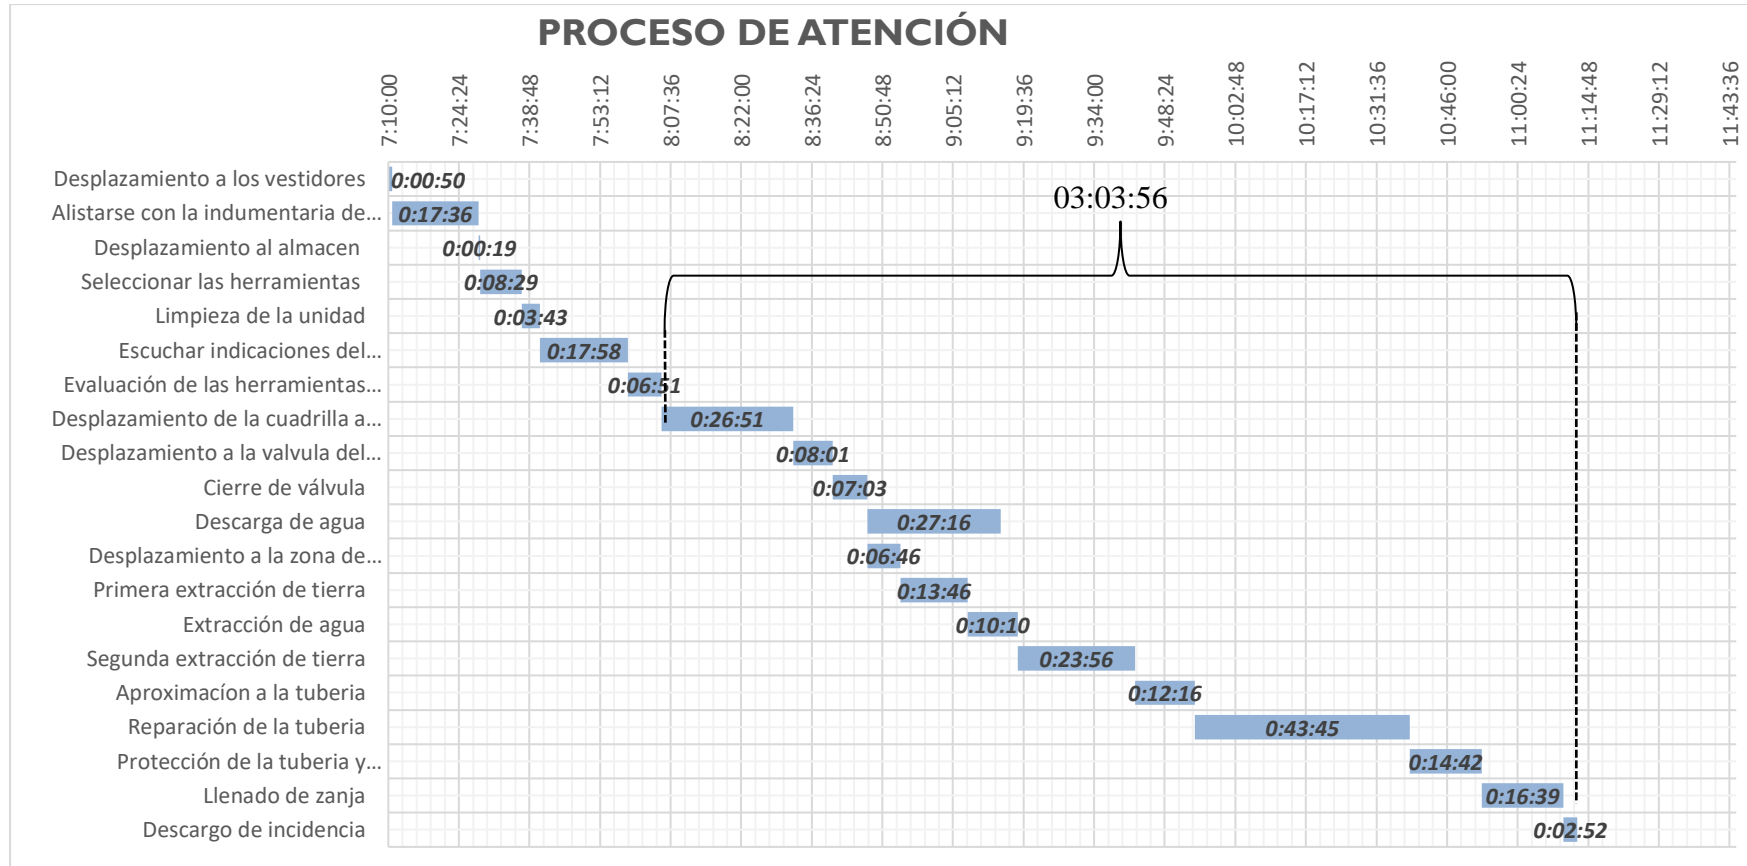 PROCESO DE ATENCIÓN
7:10:00
7:24:24
7:38:48
7:53:12
8:07:36
8:22:00
8:36:24
8:50:48
9:05:12
9:19:36
9:34:00
9:48:24
10:02:48
10:17:12
10:31:36
10:46:00
11:00:24
11:14:48
11:29:12
11:43:36
03:03:56
Desplazamiento a los vestidores 0:00:50
Alistarse con la indumentaria de... 0:17:36
Desplazamiento al almacen 0:00:19
Seleccionar las herramientas 0:08:29
Limpieza de la unidad 0:03:43
Escuchar indicaciones del... 0:17:58
Evaluación de las herramientas... 0:06:51
Desplazamiento de la cuadrilla a... 0:26:51
Desplazamiento a la valvula del... 0:08:01
Cierre de válvula 0:07:03
Descarga de agua 0:27:16
Desplazamiento a la zona de... 0:06:46
Primera extracción de tierra 0:13:46
Extracción de agua 0:10:10
Segunda extracción de tierra 0:23:56
Aproximacíon a la tuberia 0:12:16
Reparación de la tuberia 0:43:45
Protección de la tuberia y... 0:14:42
Llenado de zanja 0:16:39
Descargo de incidencia 0:02:52